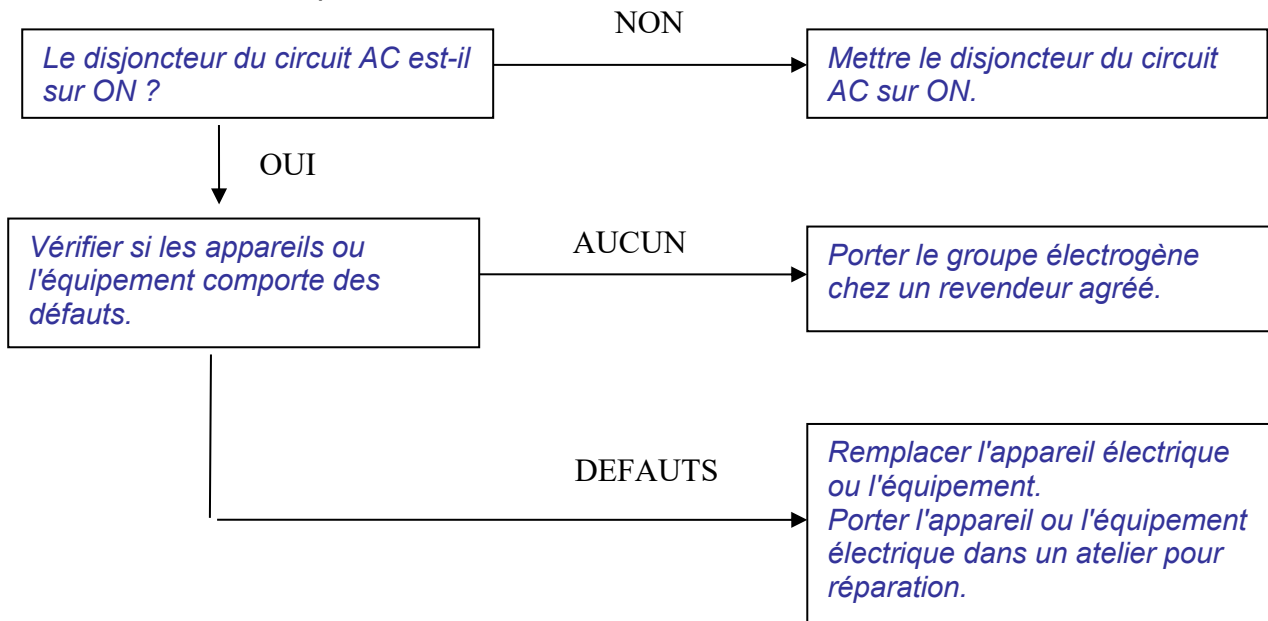 NON
Le disjoncteur du circuit AC est-il
sur ON ?
Mettre le disjoncteur du circuit
AC sur ON.
OUI
Vérifier si les appareils ou
l'équipement comporte des
défauts.
AUCUN
Porter le groupe électrogène
chez un revendeur agréé.
DEFAUTS
Remplacer l'appareil électrique
ou l'équipement.
Porter l'appareil ou l'équipement
électrique dans un atelier pour
réparation.